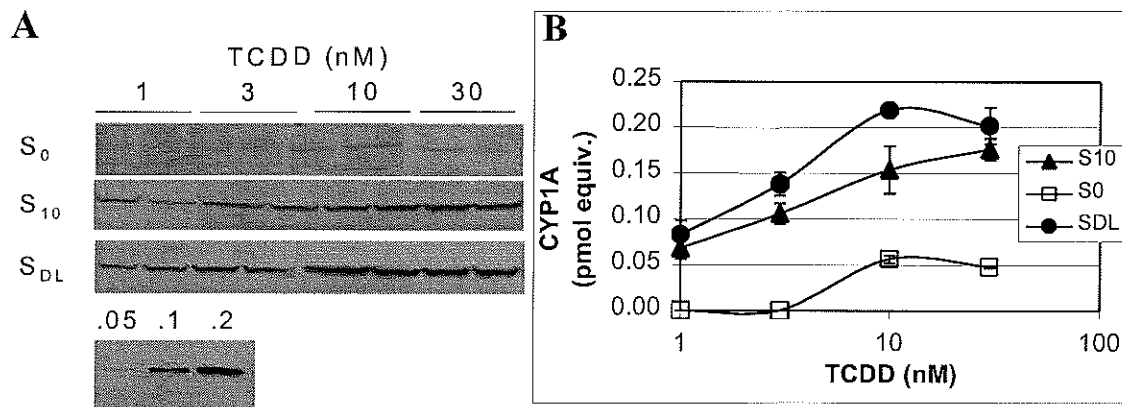 A
TCDD (nM)
1 3 10 30
S0
S10
SDL
.05 .1 .2
B
0.25
0.20
0.15
0.10
0.05
0.00
CYP1A
(pmol equiv.)
1 10 100
TCDD (nM)
S10
S0
SDL